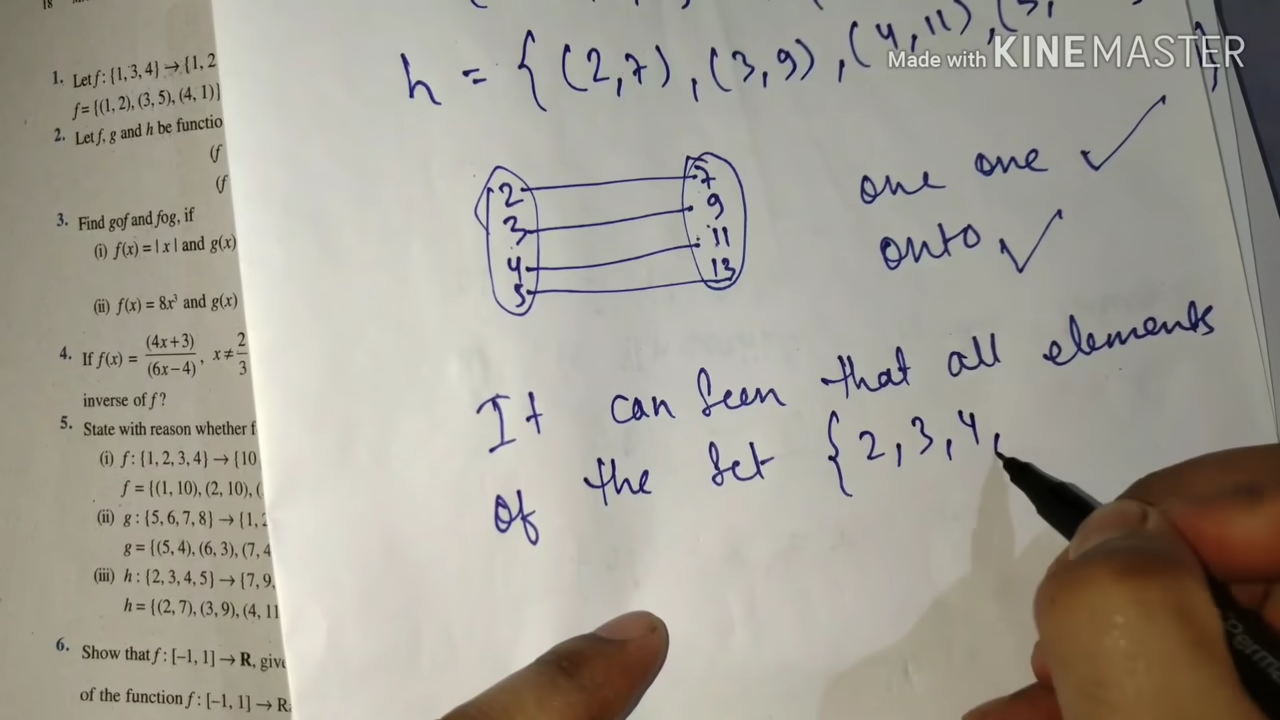 18
1. Let f : {1, 3, 4} → {1, 2
f = {(1, 2), (3, 5), (4, 1)}
2. Let f, g and h be functio
(f
(f
3. Find gof and fog, if
(i) f(x) = | x | and g(x)
(ii) f(x) = 8x³ and g(x)
4. If f(x) = (4x+3)/(6x−4), x ≠ 2/3
inverse of f ?
5. State with reason whether f
(i) f : {1, 2, 3, 4} → {10
f = {(1, 10), (2, 10), (
(ii) g : {5, 6, 7, 8} → {1, 2
g = {(5, 4), (6, 3), (7, 4
(iii) h : {2, 3, 4, 5} → {7, 9,
h = {(2, 7), (3, 9), (4, 11
6. Show that f : [−1, 1] → R, give
of the function f : [−1, 1] → R
Made with KINEMASTER
h = { (2,7), (3,9), (4,11), (5,
2 7
3 9
4 11
5 13
one one ✓
onto ✓
It can seen that all elements
of the set { 2, 3, 4,
Perma